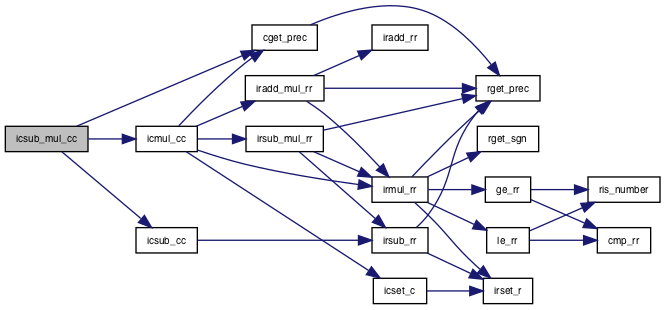 cget_prec
iradd_rr
iradd_mul_rr
rget_prec
icsub_mul_cc
icmul_cc
irsub_mul_rr
rget_sgn
irmul_rr
ge_rr
ris_number
icsub_cc
irsub_rr
le_rr
cmp_rr
icset_c
irset_r